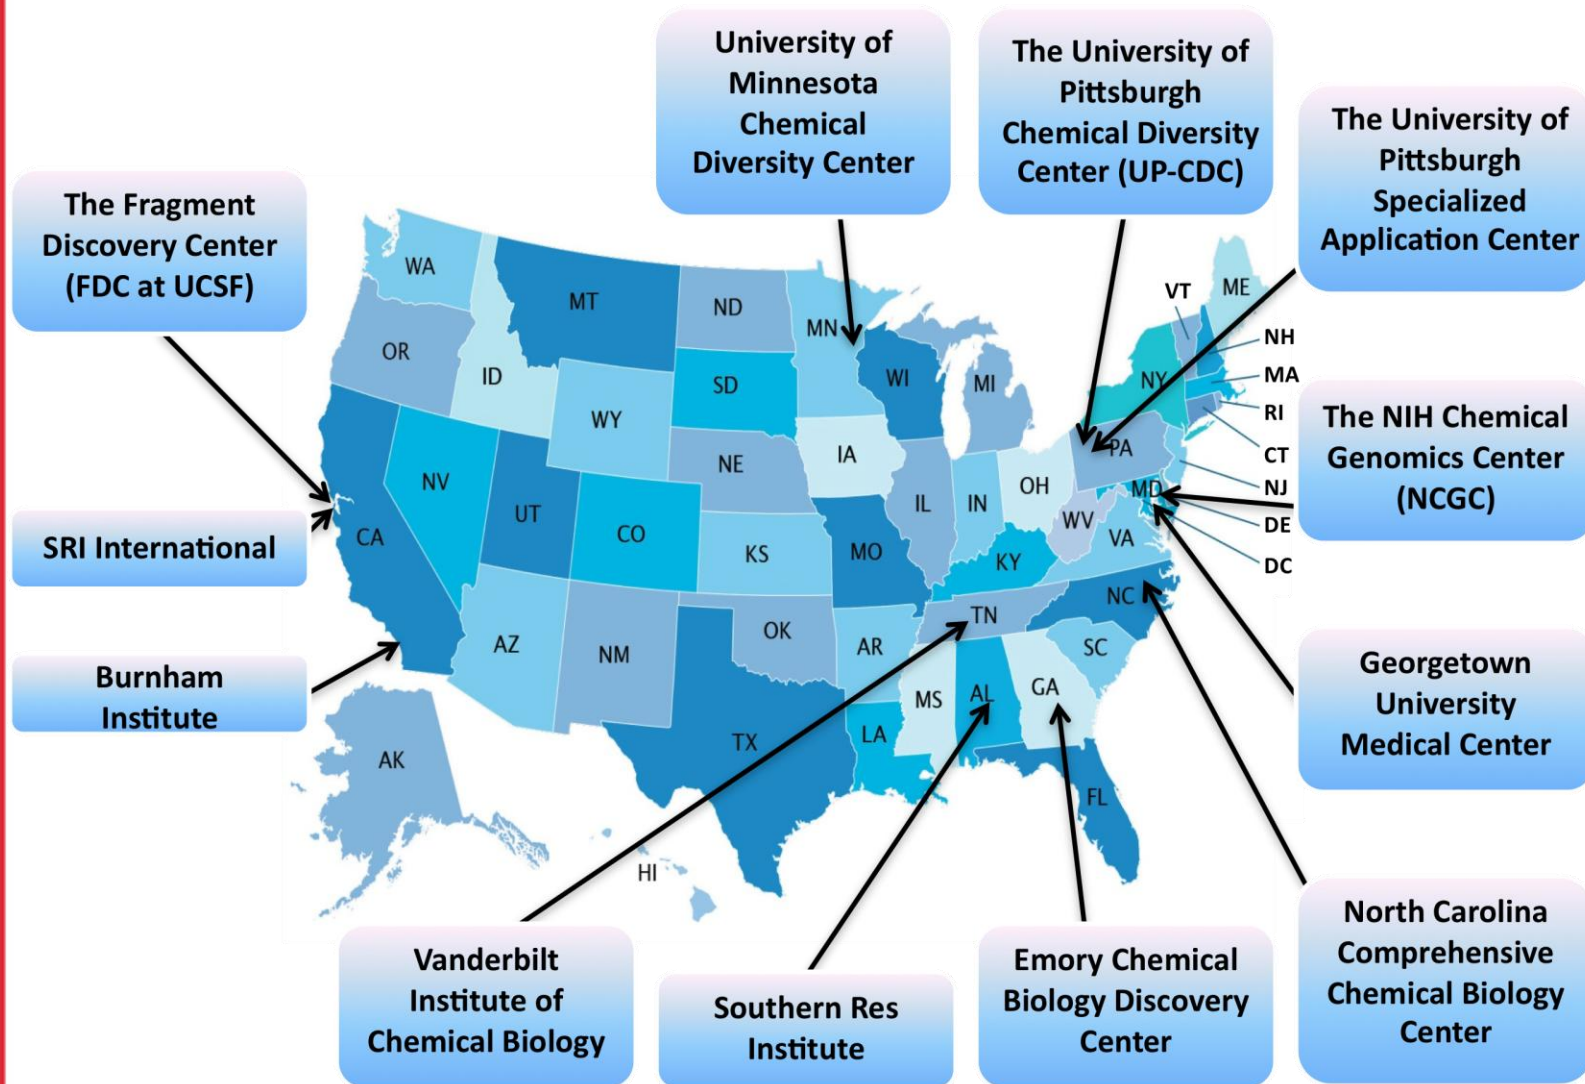 University of
Minnesota
Chemical
Diversity Center
The University of
Pittsburgh
Chemical Diversity
Center (UP-CDC)
The University of
Pittsburgh
Specialized
Application Center
The Fragment
Discovery Center
(FDC at UCSF)
SRI International
Burnham
Institute
The NIH Chemical
Genomics Center
(NCGC)
Georgetown
University
Medical Center
North Carolina
Comprehensive
Chemical Biology
Center
Vanderbilt
Institute of
Chemical Biology
Southern Res
Institute
Emory Chemical
Biology Discovery
Center
WA
MT
ND
MN
VT
ME
OR
ID
SD
WI
MI
NY
NH
MA
RI
CT
NJ
DE
DC
WY
IA
NE
PA
NV
UT
CO
KS
IL
IN
OH
MD
WV
VA
CA
MO
KY
NC
AZ
NM
OK
AR
TN
SC
MS
AL
GA
TX
LA
FL
AK
HI